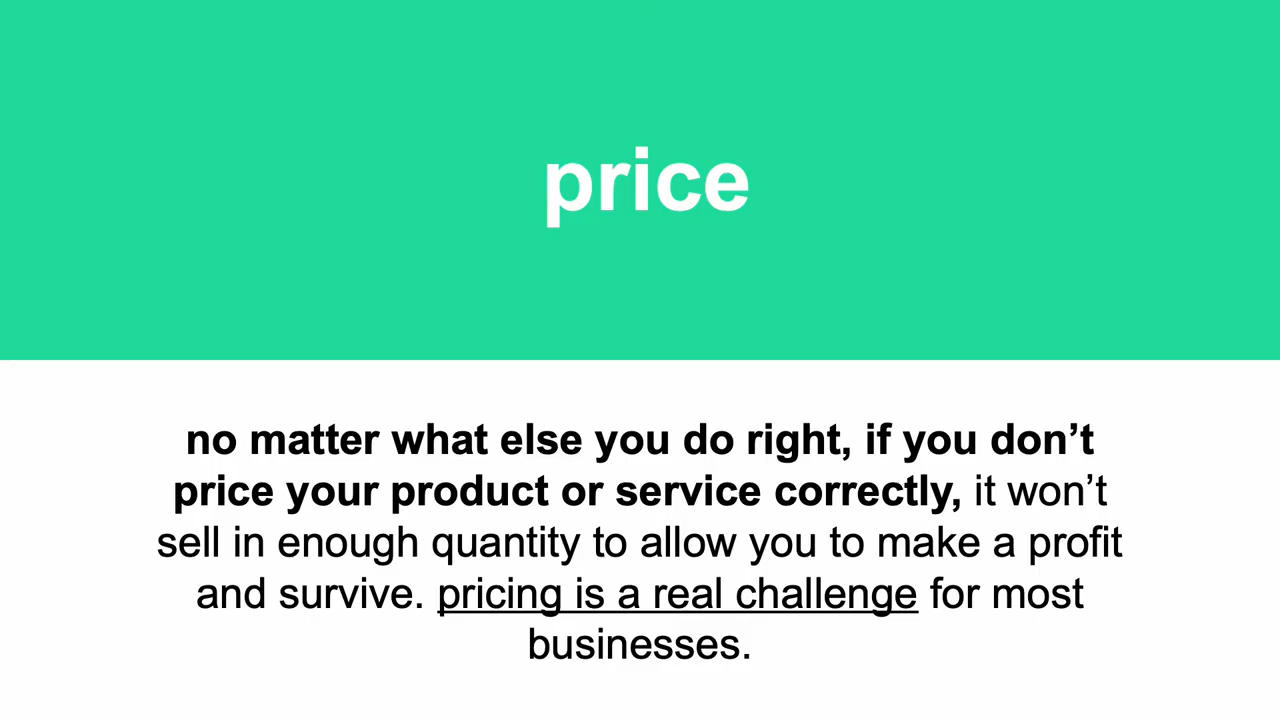 price
no matter what else you do right, if you don’t
price your product or service correctly, it won’t
sell in enough quantity to allow you to make a profit
and survive. pricing is a real challenge for most
businesses.